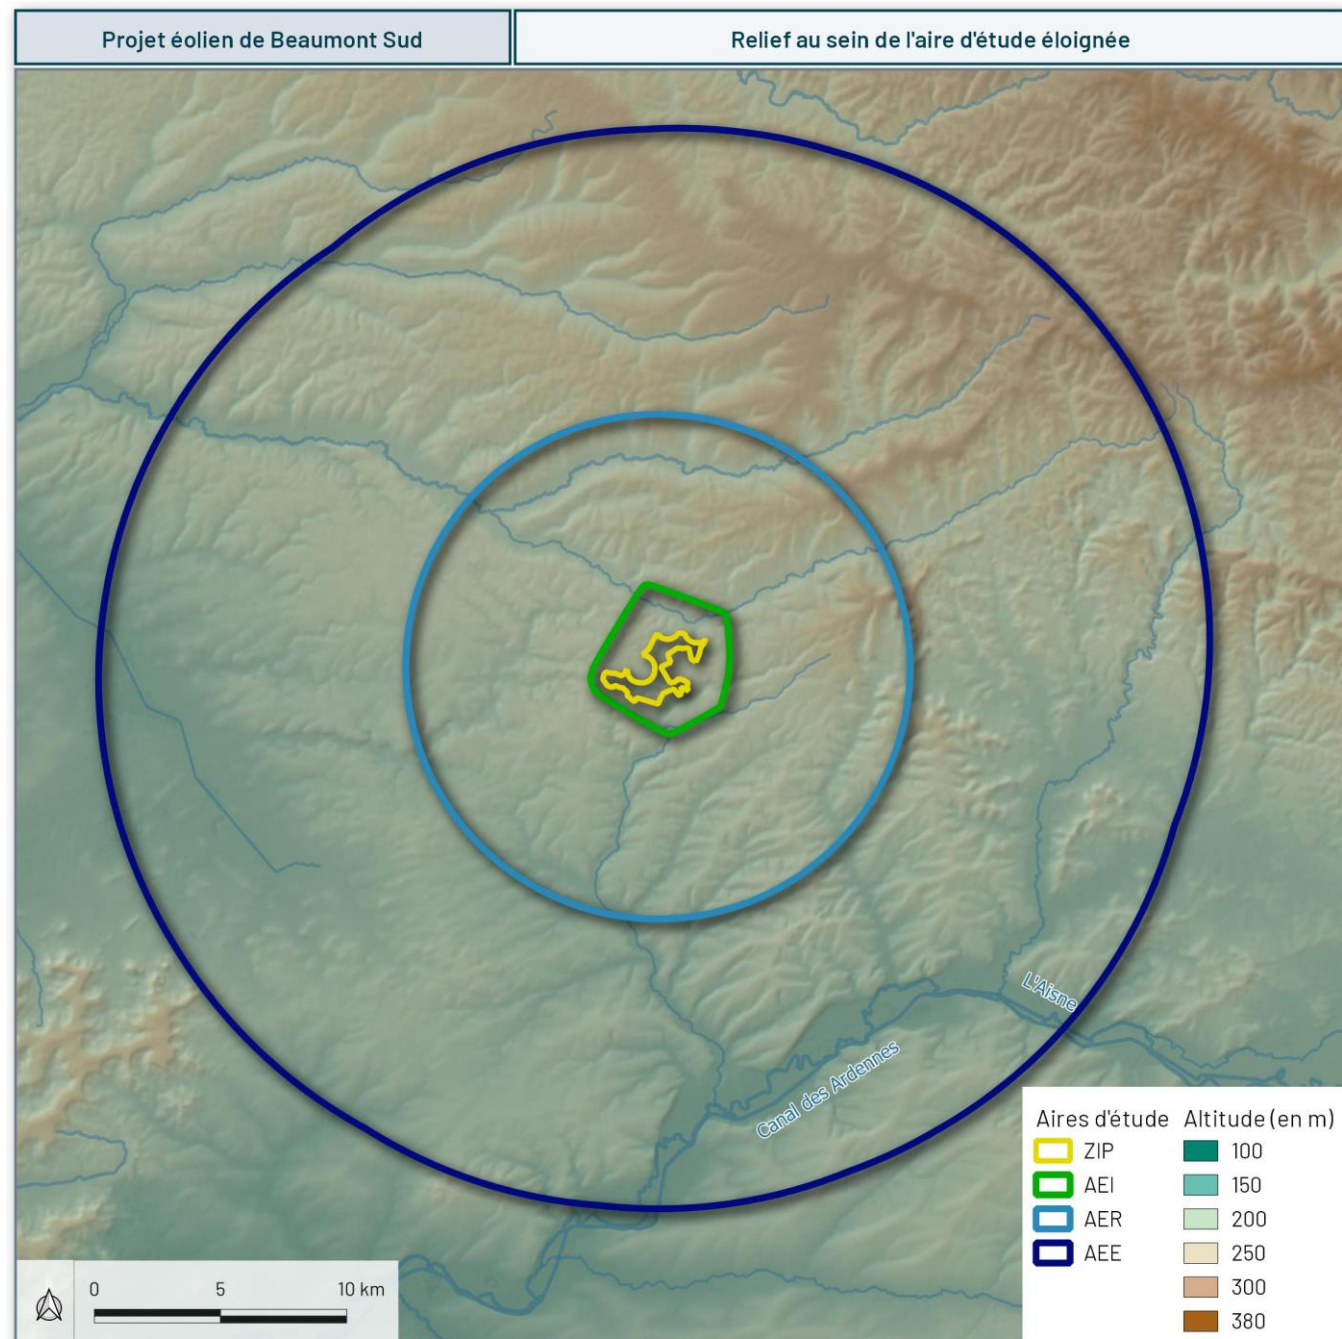 Projet éolien de Beaumont Sud
Relief au sein de l'aire d'étude éloignée
L'Aisne
Canal des Ardennes
Aires d'étude
ZIP
AEI
AER
AEE
Altitude (en m)
100
150
200
250
300
380
0 5 10 km